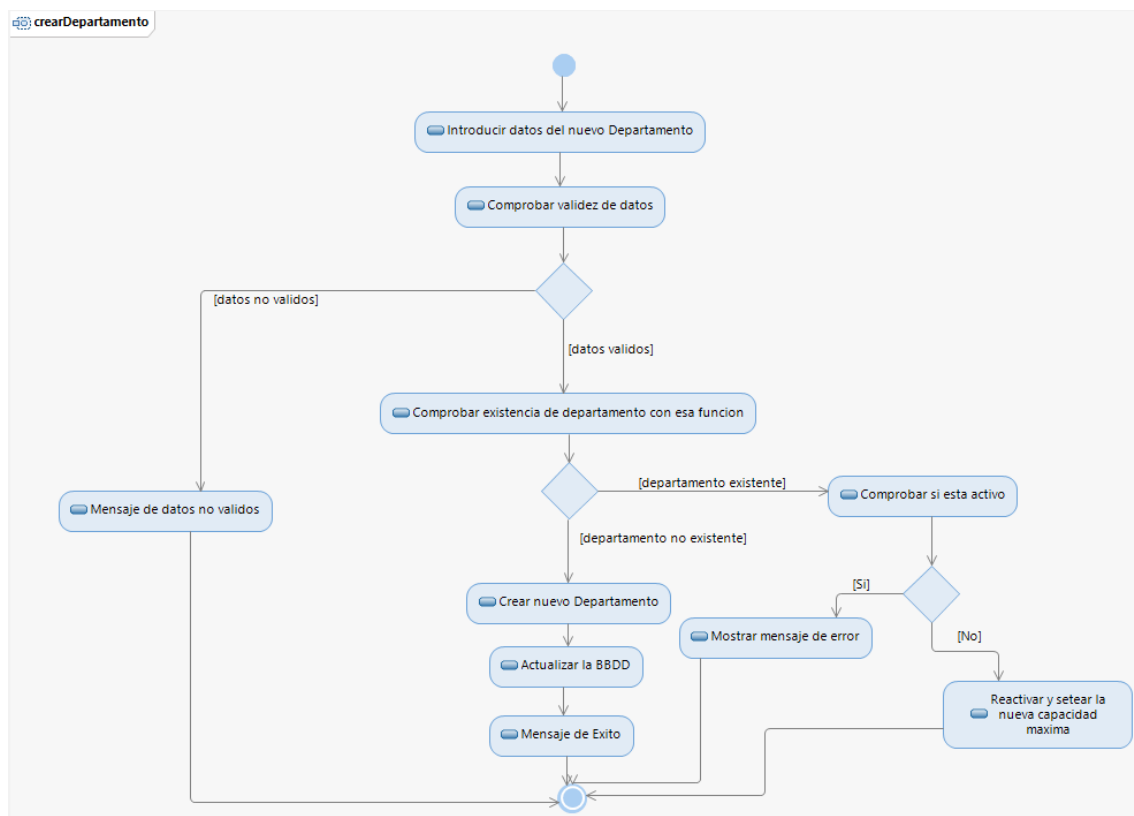 crearDepartamento
Introducir datos del nuevo Departamento
Comprobar validez de datos
[datos no validos]
[datos validos]
Comprobar existencia de departamento con esa funcion
[departamento existente]
Comprobar si esta activo
Mensaje de datos no validos
[departamento no existente]
[Si]
Crear nuevo Departamento
Mostrar mensaje de error
[No]
Actualizar la BBDD
Reactivar y setear la
nueva capacidad
maxima
Mensaje de Exito